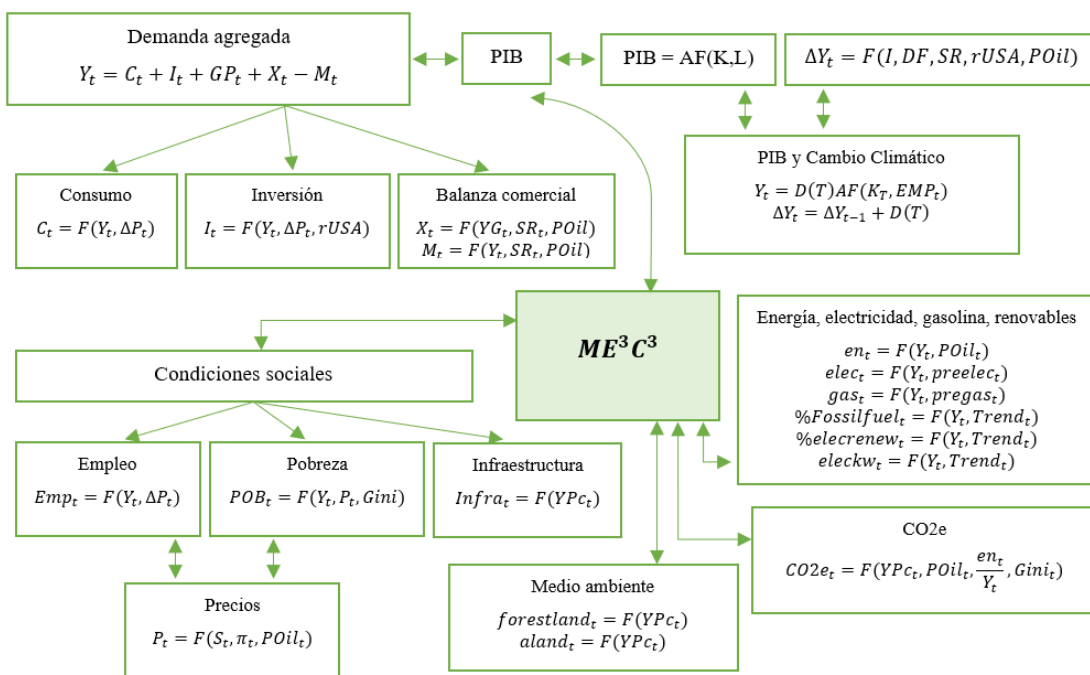 Demanda agregada
Y_t = C_t + I_t + GP_t + X_t − M_t
PIB
PIB = AF(K,L)
ΔY_t = F(I, DF, SR, rUSA, POil)
PIB y Cambio Climático
Y_t = D(T)AF(K_T, EMP_t)
ΔY_t = ΔY_{t−1} + D(T)
Consumo
C_t = F(Y_t, ΔP_t)
Inversión
I_t = F(Y_t, ΔP_t, rUSA)
Balanza comercial
X_t = F(YG_t, SR_t, POil)
M_t = F(Y_t, SR_t, POil)
ME³C³
Energía, electricidad, gasolina, renovables
en_t = F(Y_t, POil_t)
elec_t = F(Y_t, preelec_t)
gas_t = F(Y_t, pregas_t)
%Fossilfuel_t = F(Y_t, Trend_t)
%elecrenew_t = F(Y_t, Trend_t)
eleckw_t = F(Y_t, Trend_t)
Condiciones sociales
Empleo
Emp_t = F(Y_t, ΔP_t)
Pobreza
POB_t = F(Y_t, P_t, Gini)
Infraestructura
Infra_t = F(YPc_t)
Precios
P_t = F(S_t, π_t, POil_t)
Medio ambiente
forestland_t = F(YPc_t)
aland_t = F(YPc_t)
CO2e
CO2e_t = F(YPc_t, POil_t, en_t/Y_t, Gini_t)